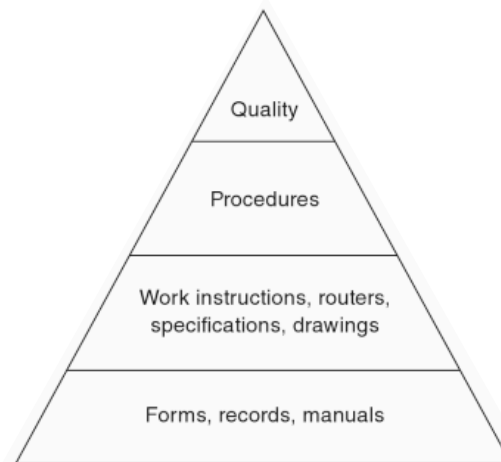 Quality
Procedures
Work instructions, routers,
specifications, drawings
Forms, records, manuals